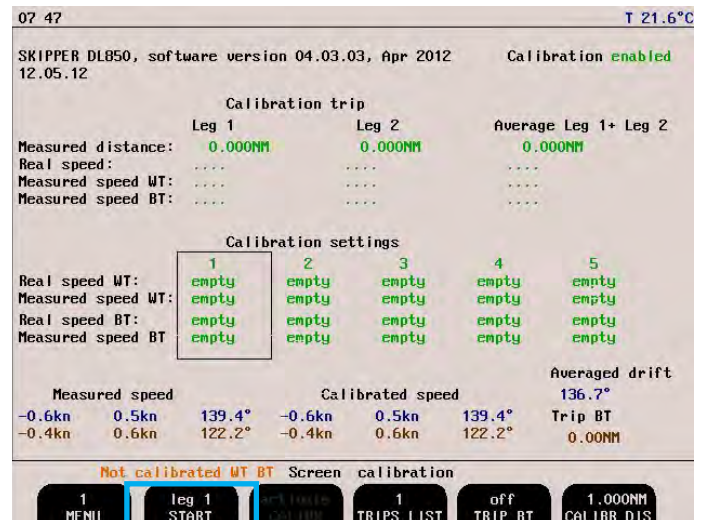 07 47 T 21.6°C
SKIPPER DL850, software version 04.03.03, Apr 2012 Calibration enabled
12.05.12
Calibration trip
Leg 1 Leg 2 Average Leg 1+ Leg 2
Measured distance: 0.000NM 0.000NM 0.000NM
Real speed: .... .... ....
Measured speed WT: .... .... ....
Measured speed BT: .... .... ....
Calibration settings
1 2 3 4 5
Real speed WT: empty empty empty empty empty
Measured speed WT: empty empty empty empty empty
Real speed BT: empty empty empty empty empty
Measured speed BT empty empty empty empty empty
Averaged drift
Measured speed Calibrated speed 136.7°
-0.6kn 0.5kn 139.4° -0.6kn 0.5kn 139.4° Trip BT
-0.4kn 0.6kn 122.2° -0.4kn 0.6kn 122.2° 0.00NM
Not calibrated WT BT Screen calibration
1 leg 1 1 off 1.000NM
MENU START TRIPS LIST TRIP BT CALIBR DIS